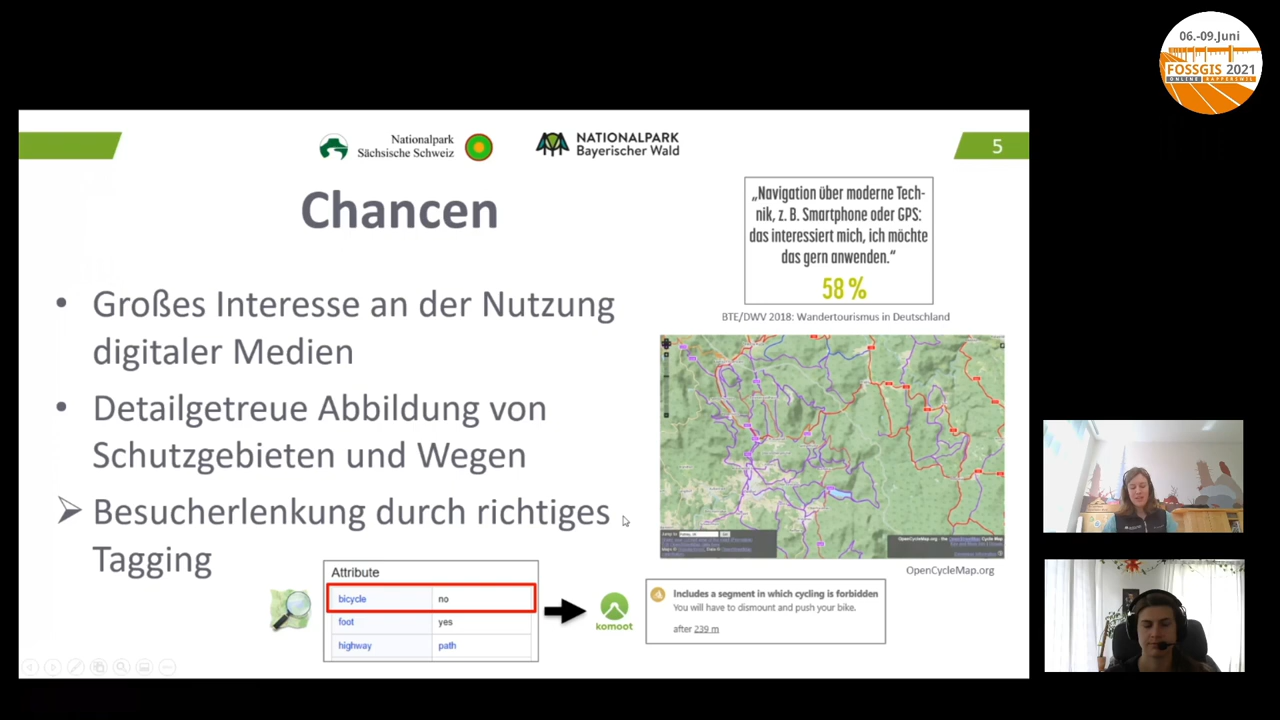 06.-09.Juni
FOSSGIS 2021
ONLINE RAPPERSWIL
Nationalpark
Sächsische Schweiz
NATIONALPARK
Bayerischer Wald
5
Chancen
„Navigation über moderne Tech-
nik, z. B. Smartphone oder GPS:
das interessiert mich, ich möchte
das gern anwenden.“
58 %
BTE/DWV 2018: Wandertourismus in Deutschland
• Großes Interesse an der Nutzung
digitaler Medien
• Detailgetreue Abbildung von
Schutzgebieten und Wegen
➢ Besucherlenkung durch richtiges
Tagging
OpenCycleMap.org
Attribute
bicycle no
foot yes
highway path
komoot
Includes a segment in which cycling is forbidden
You will have to dismount and push your bike.
after 239 m